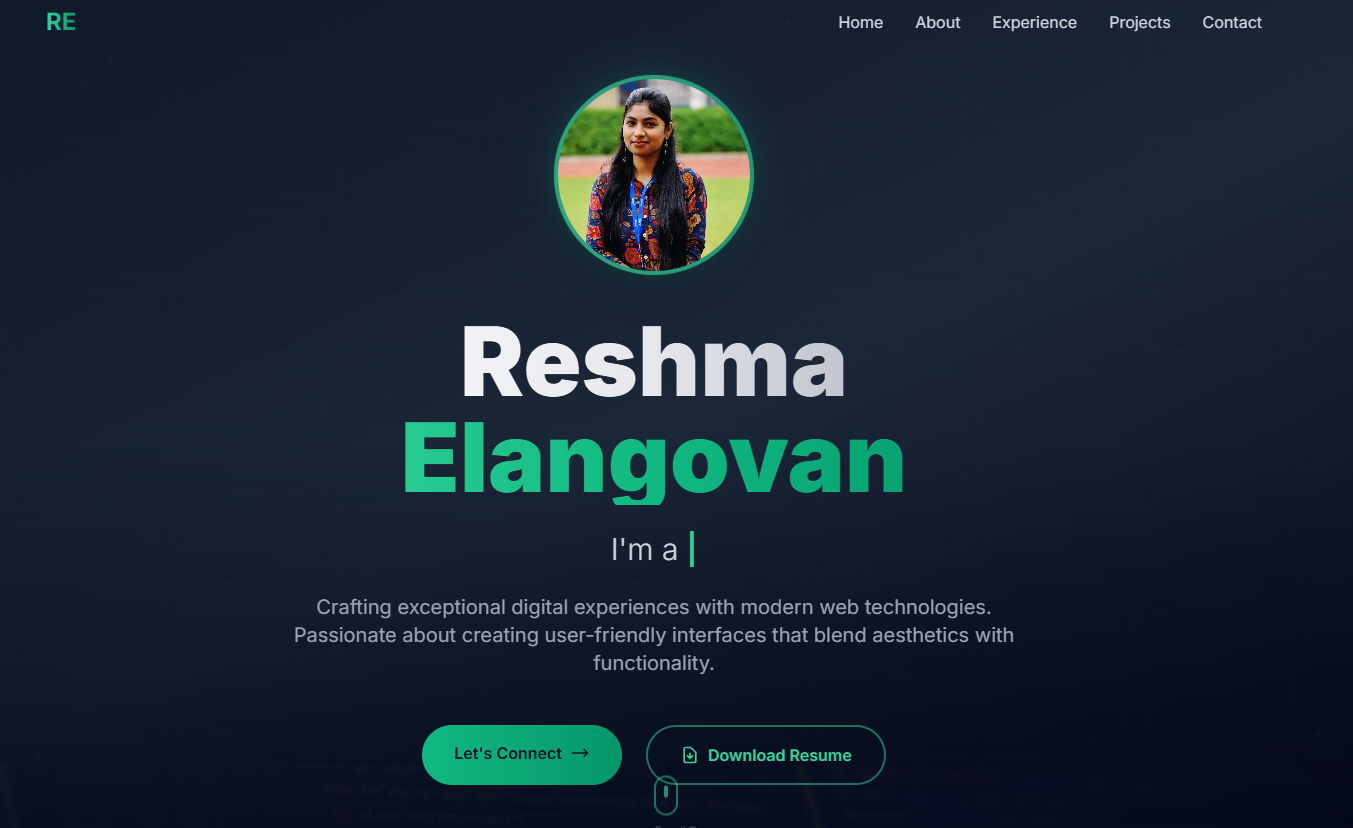 RE
Home About Experience Projects Contact
Reshma
Elangovan
I'm a
Crafting exceptional digital experiences with modern web technologies.
Passionate about creating user-friendly interfaces that blend aesthetics with
functionality.
Let's Connect →
Download Resume